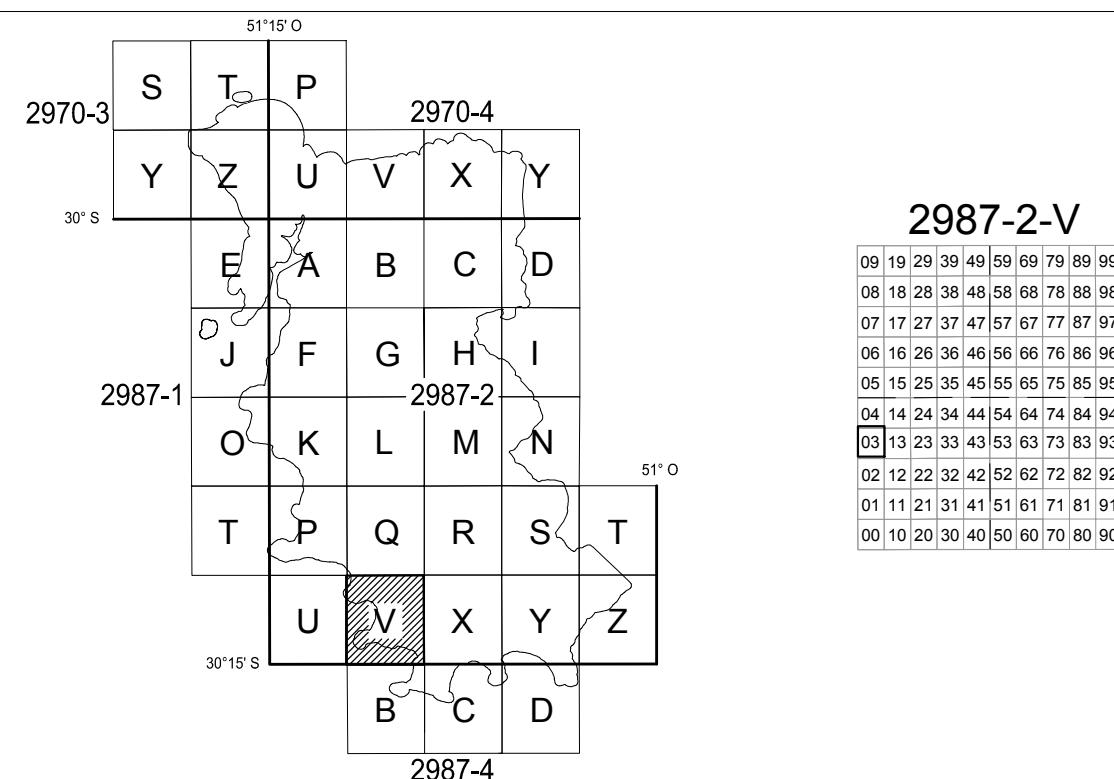 51°15' O
S T P
2970-3 2970-4
Y Z U V X Y
30° S
E A B C D
J F G H I
2987-1 2987-2
O K L M N
51° O
T P Q R S T
U V X Y Z
30°15' S
B C D
2987-4
2987-2-V
09 19 29 39 49 59 69 79 89 99
08 18 28 38 48 58 68 78 88 98
07 17 27 37 47 57 67 77 87 97
06 16 26 36 46 56 66 76 86 96
05 15 25 35 45 55 65 75 85 95
04 14 24 34 44 54 64 74 84 94
03 13 23 33 43 53 63 73 83 93
02 12 22 32 42 52 62 72 82 92
01 11 21 31 41 51 61 71 81 91
00 10 20 30 40 50 60 70 80 90